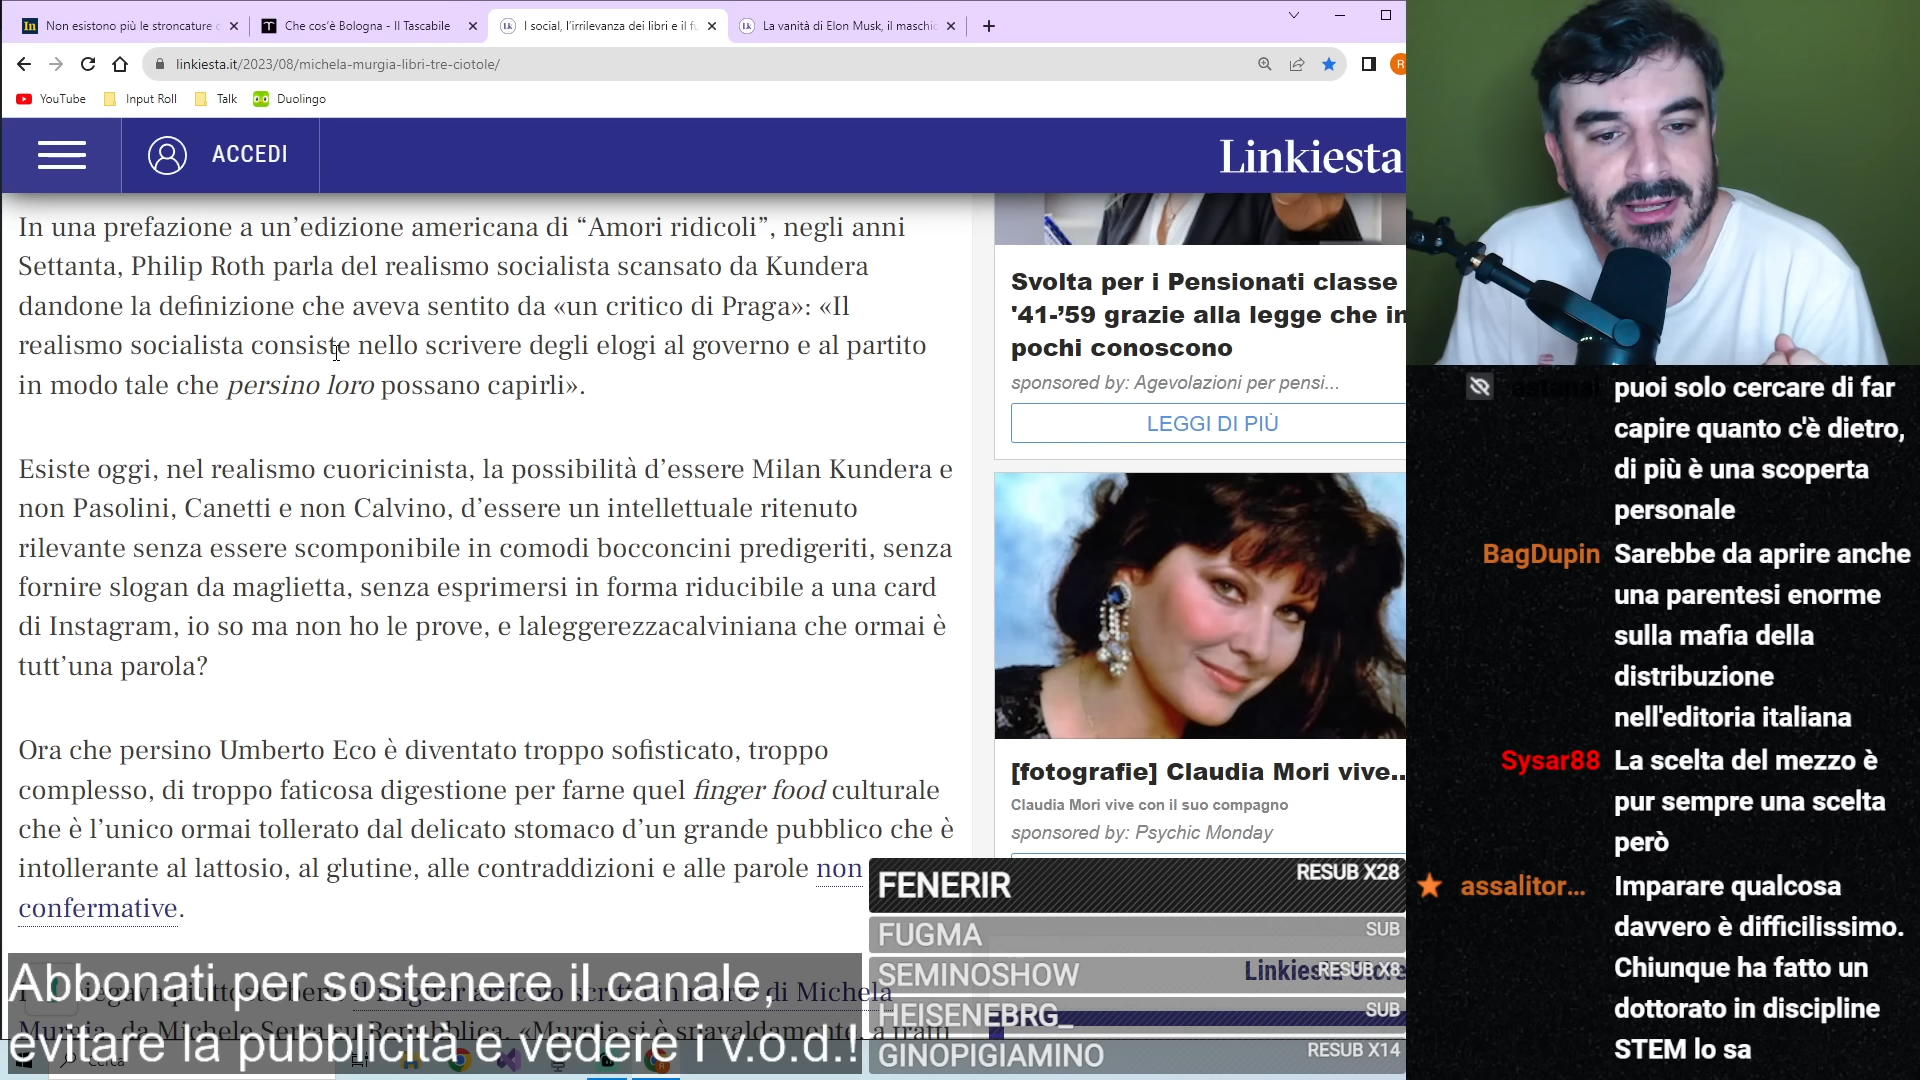 Non esistono più le stroncature
Che cos'è Bologna - Il Tascabile
I social, l'irrilevanza dei libri e il fu
La vanità di Elon Musk, il maschio
linkiesta.it/2023/08/michela-murgia-libri-tre-ciotole/
YouTube
Input Roll
Talk
Duolingo
ACCEDI
Linkiesta
In una prefazione a un’edizione americana di “Amori ridicoli”, negli anni
Settanta, Philip Roth parla del realismo socialista scansato da Kundera
dandone la definizione che aveva sentito da «un critico di Praga»: «Il
realismo socialista consiste nello scrivere degli elogi al governo e al partito
in modo tale che persino loro possano capirli».
Esiste oggi, nel realismo cuoricinista, la possibilità d’essere Milan Kundera e
non Pasolini, Canetti e non Calvino, d’essere un intellettuale ritenuto
rilevante senza essere scomponibile in comodi bocconcini predigeriti, senza
fornire slogan da maglietta, senza esprimersi in forma riducibile a una card
di Instagram, io so ma non ho le prove, e laleggerezzacalviniana che ormai è
tutt’una parola?
Ora che persino Umberto Eco è diventato troppo sofisticato, troppo
complesso, di troppo faticosa digestione per farne quel finger food culturale
che è l’unico ormai tollerato dal delicato stomaco d’un grande pubblico che è
intollerante al lattosio, al glutine, alle contraddizioni e alle parole non
confermative.
Svolta per i Pensionati classe
'41-’59 grazie alla legge che in
pochi conoscono
sponsored by: Agevolazioni per pensi...
LEGGI DI PIÙ
[fotografie] Claudia Mori vive..
Claudia Mori vive con il suo compagno
sponsored by: Psychic Monday
Linkiesta Store
Abbonati per sostenere il canale,
evitare la pubblicità e vedere i v.o.d.!
FENERIR RESUB X28
FUGMA SUB
SEMINOSHOW RESUB X8
HEISENEBRG_ SUB
GINOPIGIAMINO RESUB X14
puoi solo cercare di far
capire quanto c'è dietro,
di più è una scoperta
personale
BagDupin Sarebbe da aprire anche
una parentesi enorme
sulla mafia della
distribuzione
nell'editoria italiana
Sysar88 La scelta del mezzo è
pur sempre una scelta
però
assalitor... Imparare qualcosa
davvero è difficilissimo.
Chiunque ha fatto un
dottorato in discipline
STEM lo sa